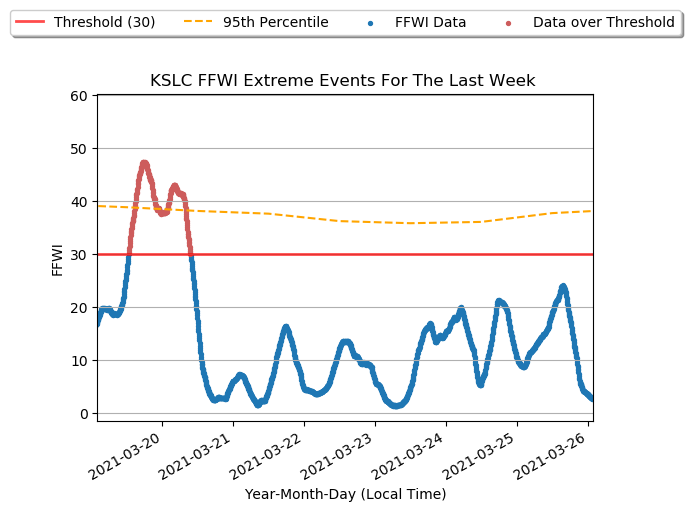 Threshold (30) 95th Percentile FFWI Data Data over Threshold
KSLC FFWI Extreme Events For The Last Week
60
50
40
30
20
10
0
FFWI
2021-03-20 2021-03-21 2021-03-22 2021-03-23 2021-03-24 2021-03-25 2021-03-26
Year-Month-Day (Local Time)